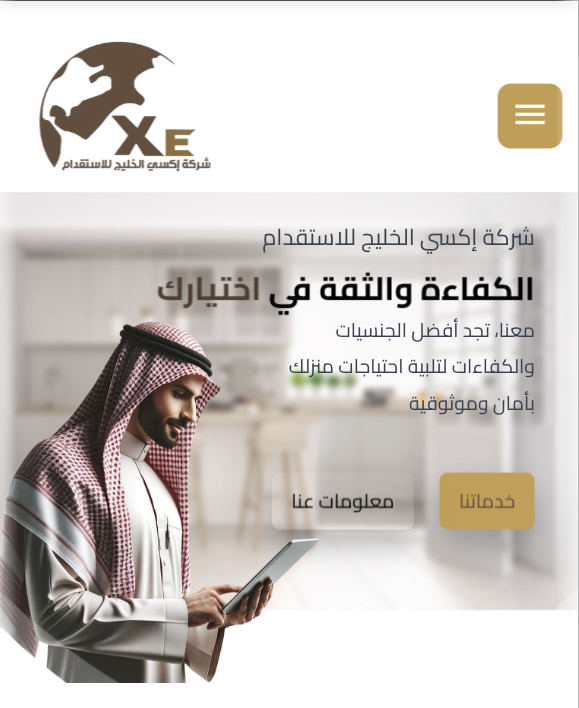 XE
شركة إكسي الخليج للاستقدام
شركة إكسي الخليج للاستقدام
الكفاءة والثقة في اختيارك
معنا، تجد أفضل الجنسيات
والكفاءات لتلبية احتياجات منزلك
بأمان وموثوقية
خدماتنا
معلومات عنا